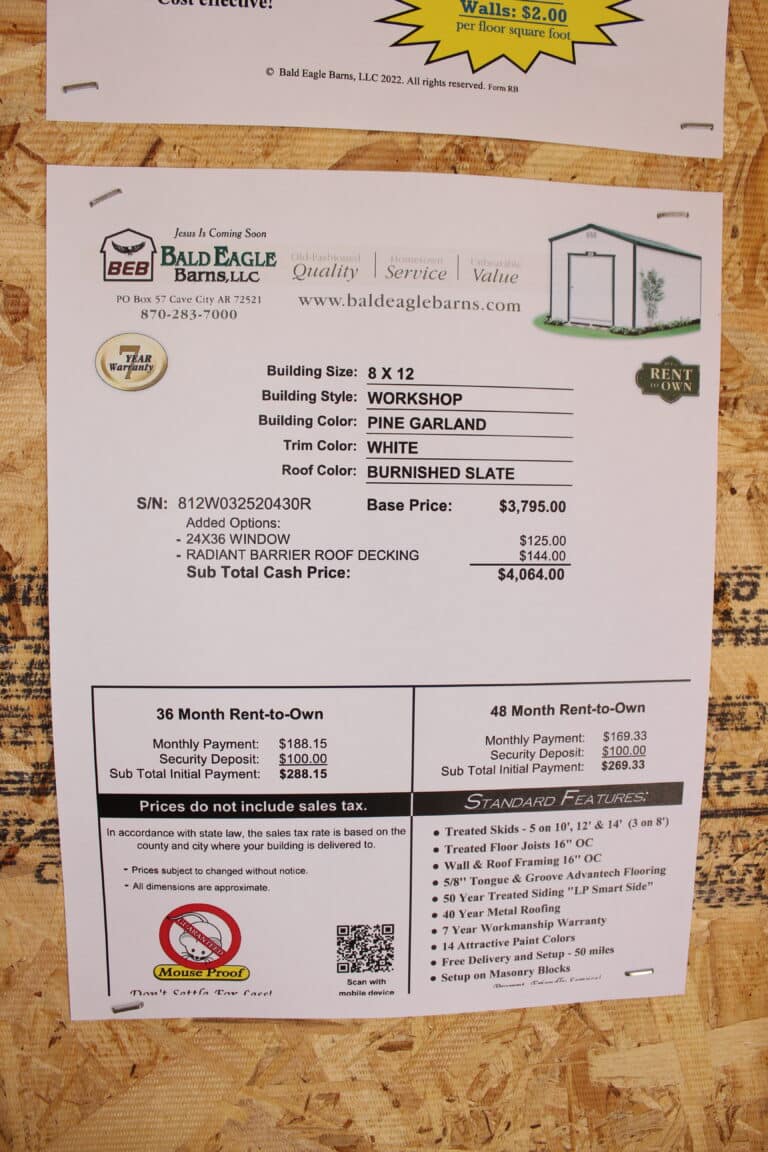 Cost effective!
Walls: $2.00
per floor square foot
© Bald Eagle Barns, LLC 2022. All rights reserved. Form RB
Jesus Is Coming Soon
BEB
BALD EAGLE
BARNS, LLC
Old-Fashioned Quality | Hometown Service | Unbeatable Value
PO Box 57 Cave City AR 72521
870-283-7000
www.baldeaglebarns.com
7 YEAR
Warranty
RENT
TO OWN
Building Size: 8 X 12
Building Style: WORKSHOP
Building Color: PINE GARLAND
Trim Color: WHITE
Roof Color: BURNISHED SLATE
S/N: 812W032520430R Base Price: $3,795.00
Added Options:
- 24X36 WINDOW $125.00
- RADIANT BARRIER ROOF DECKING $144.00
Sub Total Cash Price: $4,064.00
36 Month Rent-to-Own
Monthly Payment: $188.15
Security Deposit: $100.00
Sub Total Initial Payment: $288.15
48 Month Rent-to-Own
Monthly Payment: $169.33
Security Deposit: $100.00
Sub Total Initial Payment: $269.33
Prices do not include sales tax.
In accordance with state law, the sales tax rate is based on the
county and city where your building is delivered to.
- Prices subject to changed without notice.
- All dimensions are approximate.
GUARANTEED
Mouse Proof
Don't Settle For Less!
Scan with
mobile device
STANDARD FEATURES:
• Treated Skids - 5 on 10', 12' & 14' (3 on 8')
• Treated Floor Joists 16" OC
• Wall & Roof Framing 16" OC
• 5/8" Tongue & Groove Advantech Flooring
• 50 Year Treated Siding "LP Smart Side"
• 40 Year Metal Roofing
• 7 Year Workmanship Warranty
• 14 Attractive Paint Colors
• Free Delivery and Setup - 50 miles
• Setup on Masonry Blocks